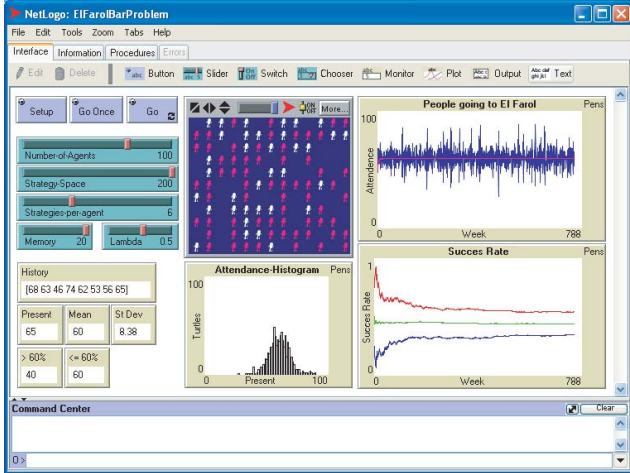 NetLogo: ElFarolBarProblem
File Edit Tools Zoom Tabs Help
Interface Information Procedures Errors
Edit Delete abc Button Slider On Off Switch Chooser Monitor Plot Output Text
Setup Go Once Go
ON OFF More...
People going to El Farol Pens
100
Attendence
0
0 Week 788
Number-of-Agents 100
Strategy-Space 200
Strategies-per-agent 6
Memory 20 Lambda 0.5
History
[68 63 46 74 62 53 56 65]
Present Mean St Dev
65 60 8.38
> 60% <= 60%
40 60
Attendance-Histogram Pens
100
Turtles
0
0 Present 100
Succes Rate Pens
1
Succes Rate
0
0 Week 788
Command Center Clear
O>